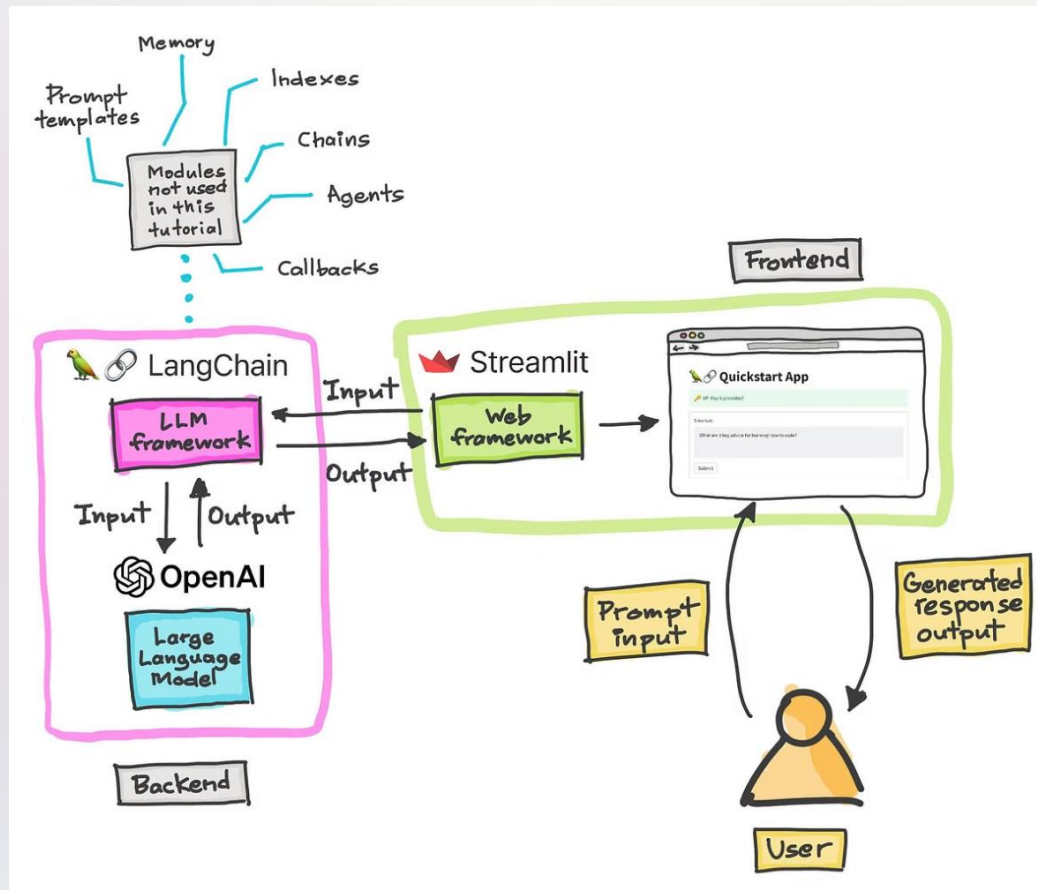 Memory
Indexes
Prompt
templates
Chains
Modules
not used
in this
tutorial
Agents
Callbacks
Frontend
LangChain
Streamlit
Quickstart App
Input
LLM
framework
Web
framework
Output
Submit
Input
Output
OpenAI
Large
Language
Model
Prompt
input
Generated
response
output
Backend
User